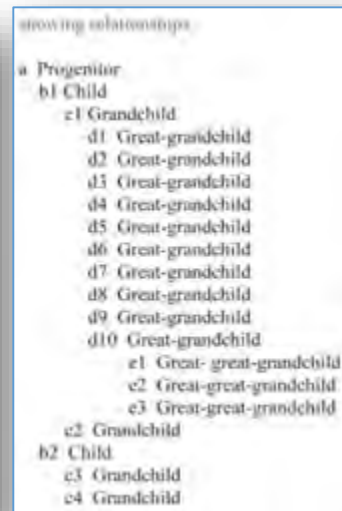 showing relationships
a Progenitor
b1 Child
c1 Grandchild
d1 Great-grandchild
d2 Great-grandchild
d3 Great-grandchild
d4 Great-grandchild
d5 Great-grandchild
d6 Great-grandchild
d7 Great-grandchild
d8 Great-grandchild
d9 Great-grandchild
d10 Great-grandchild
e1 Great- great-grandchild
e2 Great-great-grandchild
e3 Great-great-grandchild
c2 Grandchild
b2 Child
c3 Grandchild
c4 Grandchild